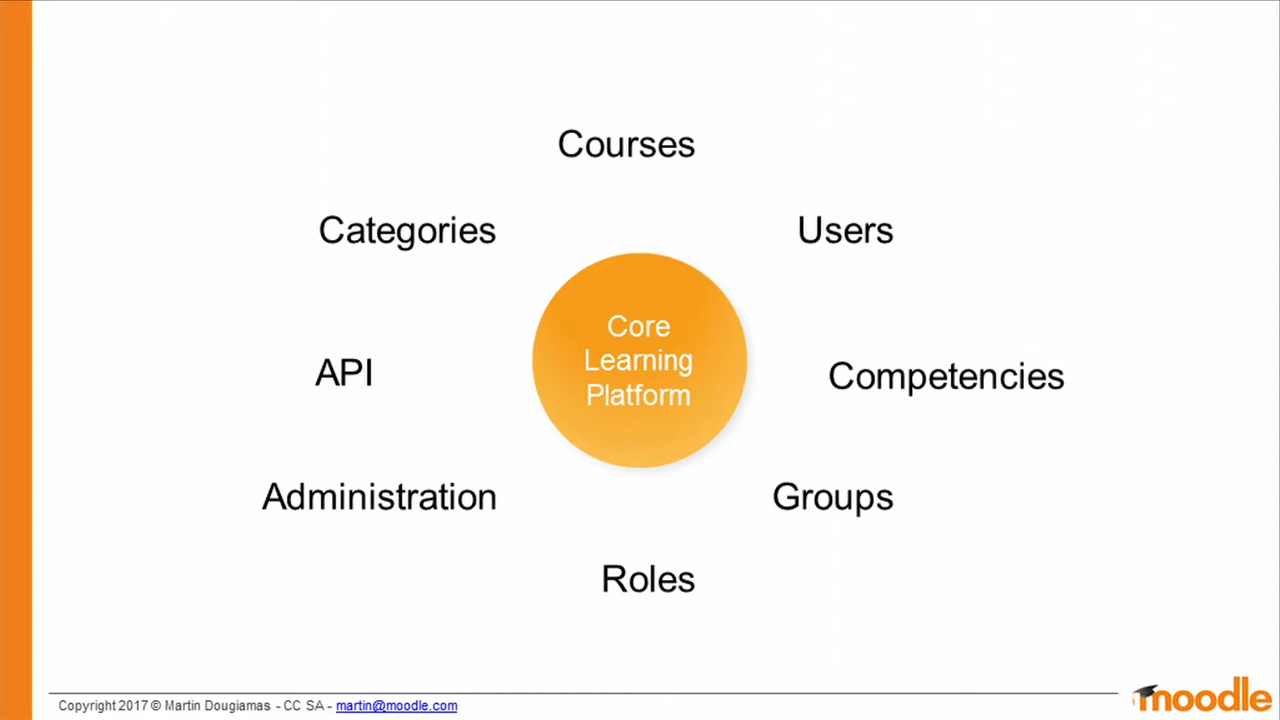 Courses
Categories
Users
Core
Learning
Platform
API
Competencies
Administration
Groups
Roles
Copyright 2017 © Martin Dougiamas - CC SA - martin@moodle.com
moodle